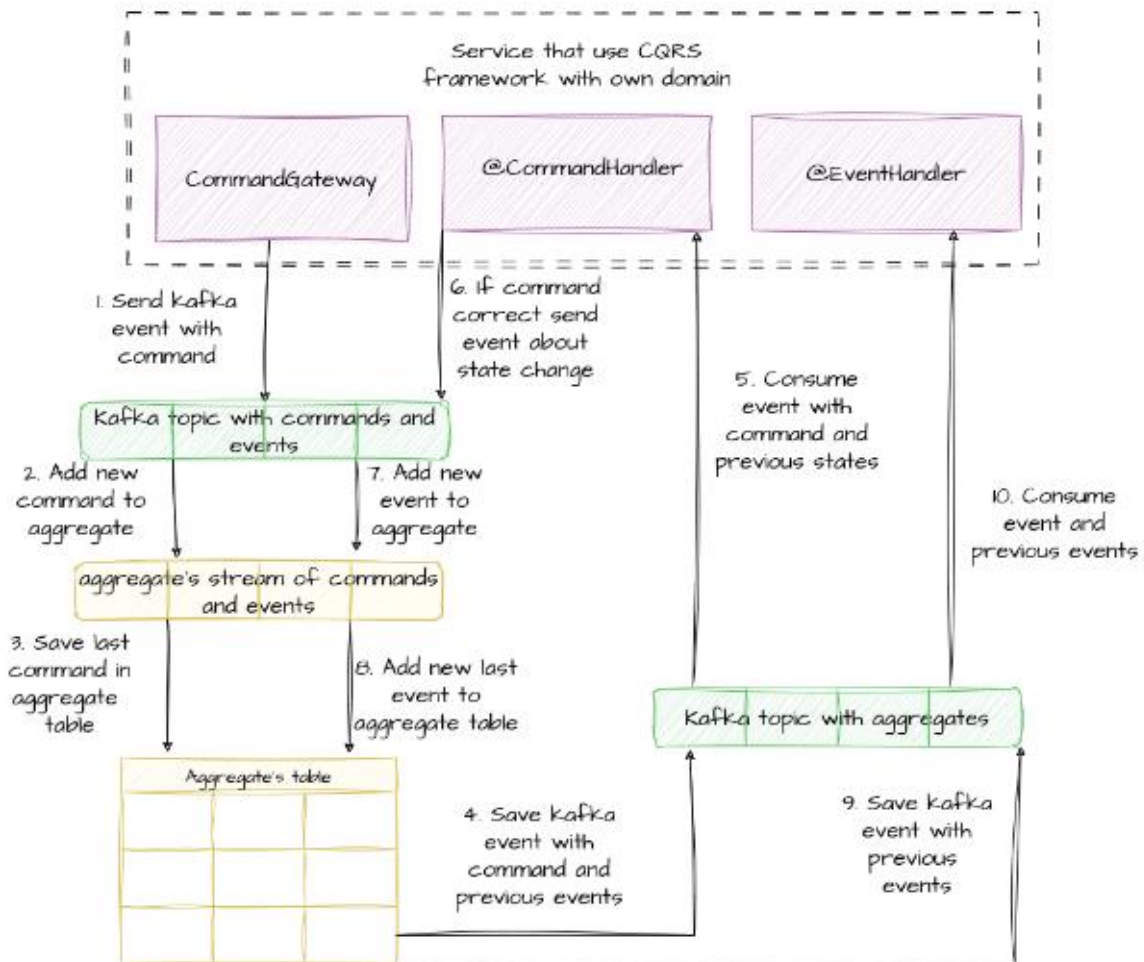 Service that use CQRS
framework with own domain
CommandGateway
@CommandHandler
@EventHandler
1. Send kafka
event with
command
6. If command
correct send
event about
state change
Kafka topic with commands and
events
2. Add new
command to
aggregate
7. Add new
event to
aggregate
5. Consume
event with
command and
previous states
10. Consume
event and
previous events
aggregate's stream of commands
and events
3. Save last
command in
aggregate
table
8. Add new last
event to
aggregate table
Kafka topic with aggregates
Aggregate's table
4. Save kafka
event with
command and
previous events
9. Save kafka
event with
previous
events